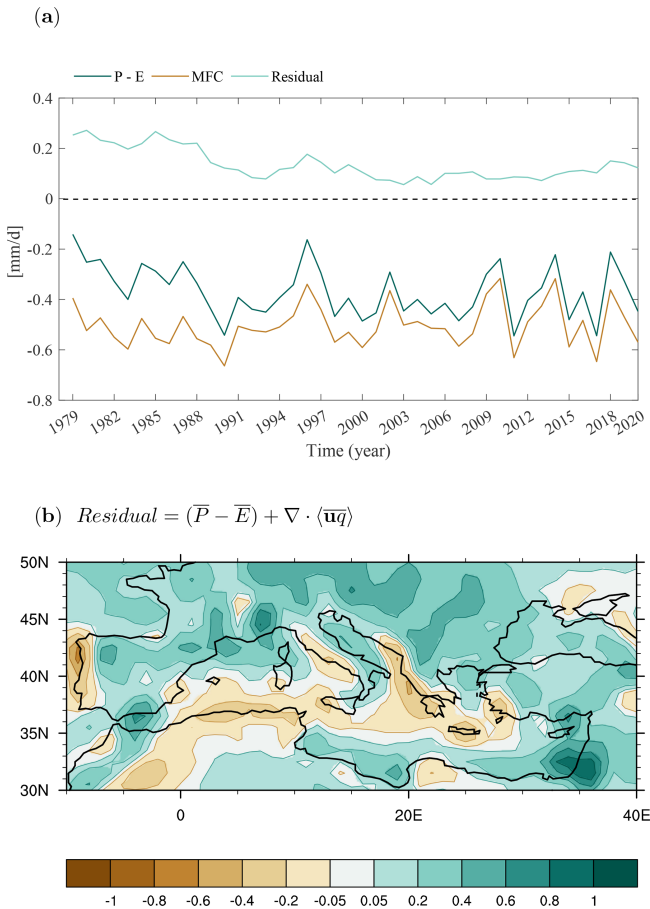 (a)
P - E MFC Residual
0.4
0.2
0
-0.2
-0.4
-0.6
-0.8
[mm/d]
1979 1982 1985 1988 1991 1994 1997 2000 2003 2006 2009 2012 2015 2018 2020
Time (year)
(b) Residual = (P̅ − E̅) + ∇ · ⟨u̅q̅⟩
50N
45N
40N
35N
30N
0 20E 40E
-1 -0.8 -0.6 -0.4 -0.2 -0.05 0.05 0.2 0.4 0.6 0.8 1